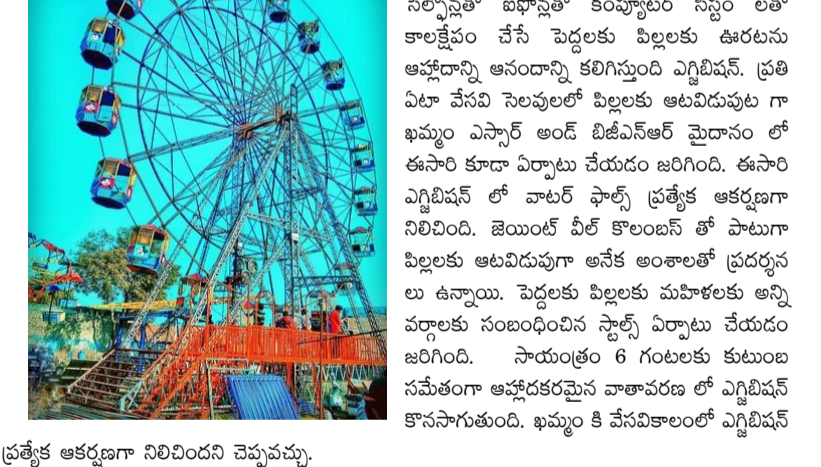 సెల్ఫోన్లతో ఐఫోన్లతో కంప్యూటర్ సిస్టం లతో
కాలక్షేపం చేసే పెద్దలకు పిల్లలకు ఊరటను
ఆహ్లాదాన్ని ఆనందాన్ని కలిగిస్తుంది ఎగ్జిబిషన్. ప్రతి
ఏటా వేసవి సెలవులలో పిల్లలకు ఆటవిడుపుట గా
ఖమ్మం ఎస్సార్ అండ్ బిజీఎన్ఆర్ మైదానం లో
ఈసారి కూడా ఏర్పాటు చేయడం జరిగింది. ఈసారి
ఎగ్జిబిషన్ లో వాటర్ ఫాల్స్ ప్రత్యేక ఆకర్షణగా
నిలిచింది. జెయింట్ వీల్ కొలంబస్ తో పాటుగా
పిల్లలకు ఆటవిడుపుగా అనేక అంశాలతో ప్రదర్శన
లు ఉన్నాయి. పెద్దలకు పిల్లలకు మహిళలకు అన్ని
వర్గాలకు సంబంధించిన స్టాల్స్ ఏర్పాటు చేయడం
జరిగింది. సాయంత్రం 6 గంటలకు కుటుంబ
సమేతంగా ఆహ్లాదకరమైన వాతావరణ లో ఎగ్జిబిషన్
కొనసాగుతుంది. ఖమ్మం కి వేసవికాలంలో ఎగ్జిబిషన్
ప్రత్యేక ఆకర్షణగా నిలిచిందని చెప్పవచ్చు.